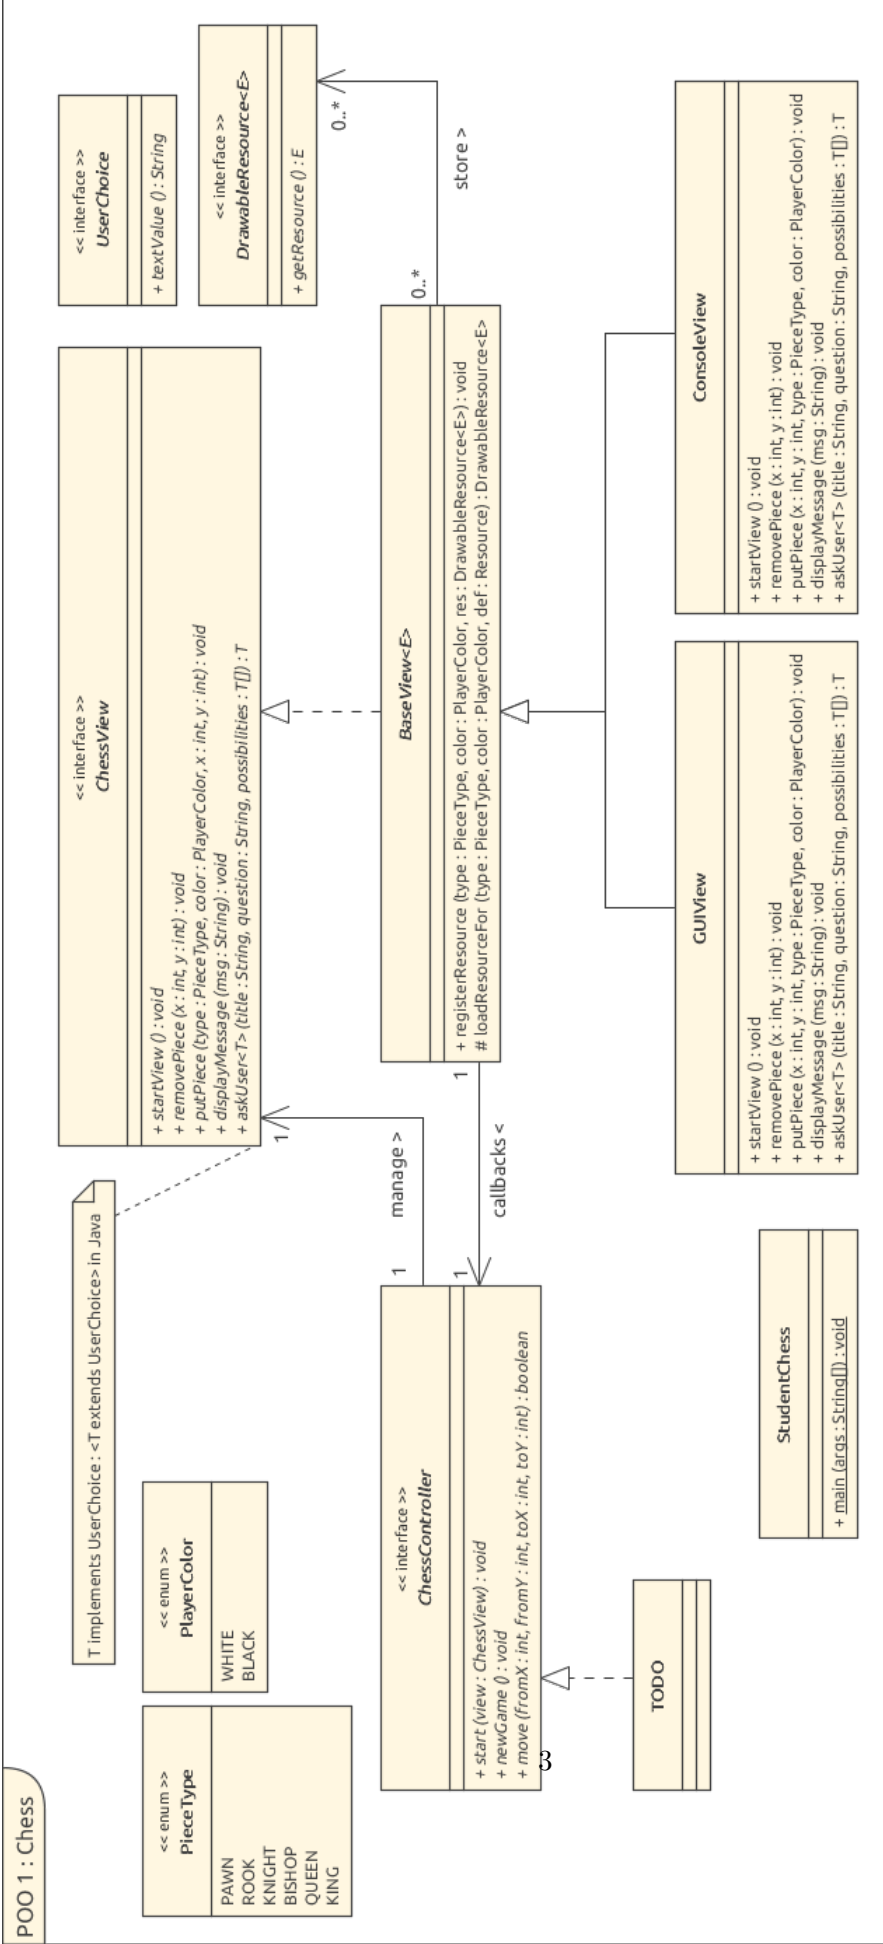 POO 1 : Chess
T implements UserChoice : <T extends UserChoice> in Java
<< enum >>
PieceType
PAWN
ROOK
KNIGHT
BISHOP
QUEEN
KING
<< enum >>
PlayerColor
WHITE
BLACK
<< interface >>
ChessView
+ startView () : void
+ removePiece (x : int, y : int) : void
+ putPiece (type : PieceType, color : PlayerColor, x : int, y : int) : void
+ displayMessage (msg : String) : void
+ askUser<T> (title : String, question : String, possibilities : T[]) : T
<< interface >>
UserChoice
+ textValue () : String
<< interface >>
DrawableResource<E>
+ getResource () : E
0..*
store >
0..*
1
manage >
1
1
callbacks <
1
<< interface >>
ChessController
+ start (view : ChessView) : void
+ newGame () : void
+ move (fromX : int, fromY : int, toX : int, toY : int) : boolean
BaseView<E>
+ registerResource (type : PieceType, color : PlayerColor, res : DrawableResource<E>) : void
# loadResourceFor (type : PieceType, color : PlayerColor, def : Resource) : DrawableResource<E>
TODO
StudentChess
+ main (args : String[]) : void
GUIView
+ startView () : void
+ removePiece (x : int, y : int) : void
+ putPiece (x : int, y : int, type : PieceType, color : PlayerColor) : void
+ displayMessage (msg : String) : void
+ askUser<T> (title : String, question : String, possibilities : T[]) : T
ConsoleView
+ startView () : void
+ removePiece (x : int, y : int) : void
+ putPiece (x : int, y : int, type : PieceType, color : PlayerColor) : void
+ displayMessage (msg : String) : void
+ askUser<T> (title : String, question : String, possibilities : T[]) : T
3